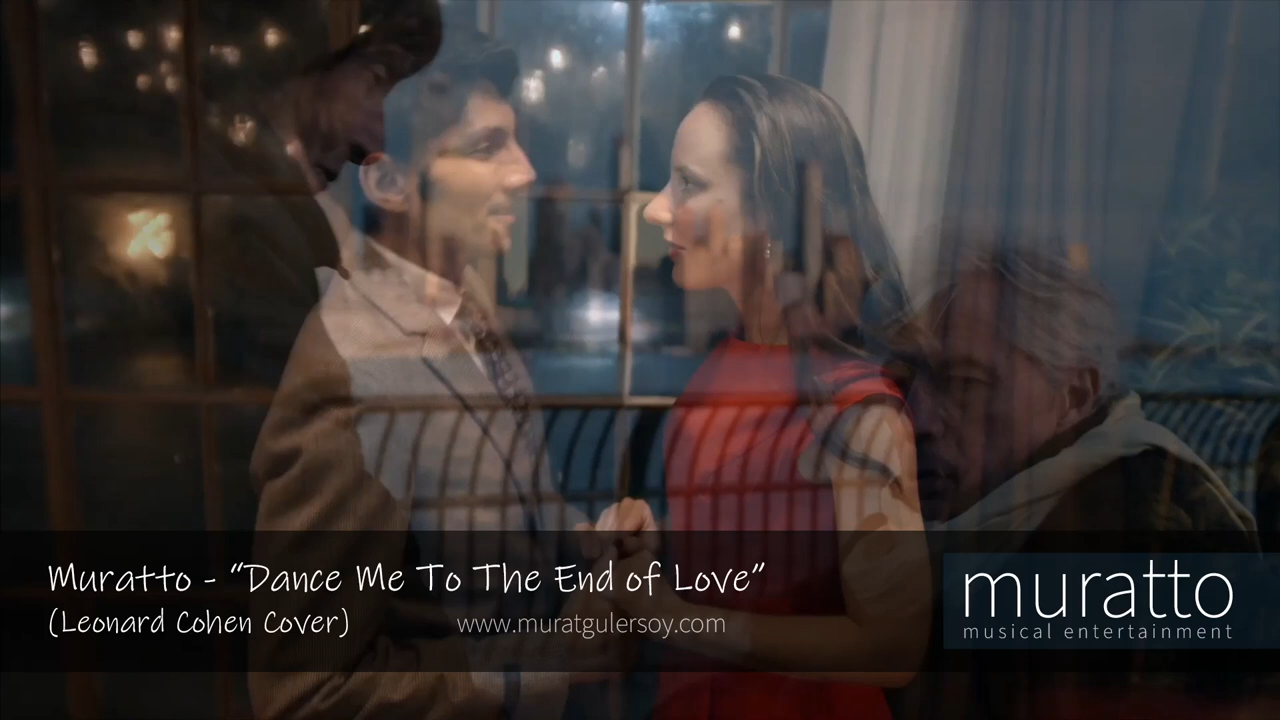 Muratto - “Dance Me To The End of Love”
(Leonard Cohen Cover)
www.muratgulersoy.com
muratto
musical entertainment